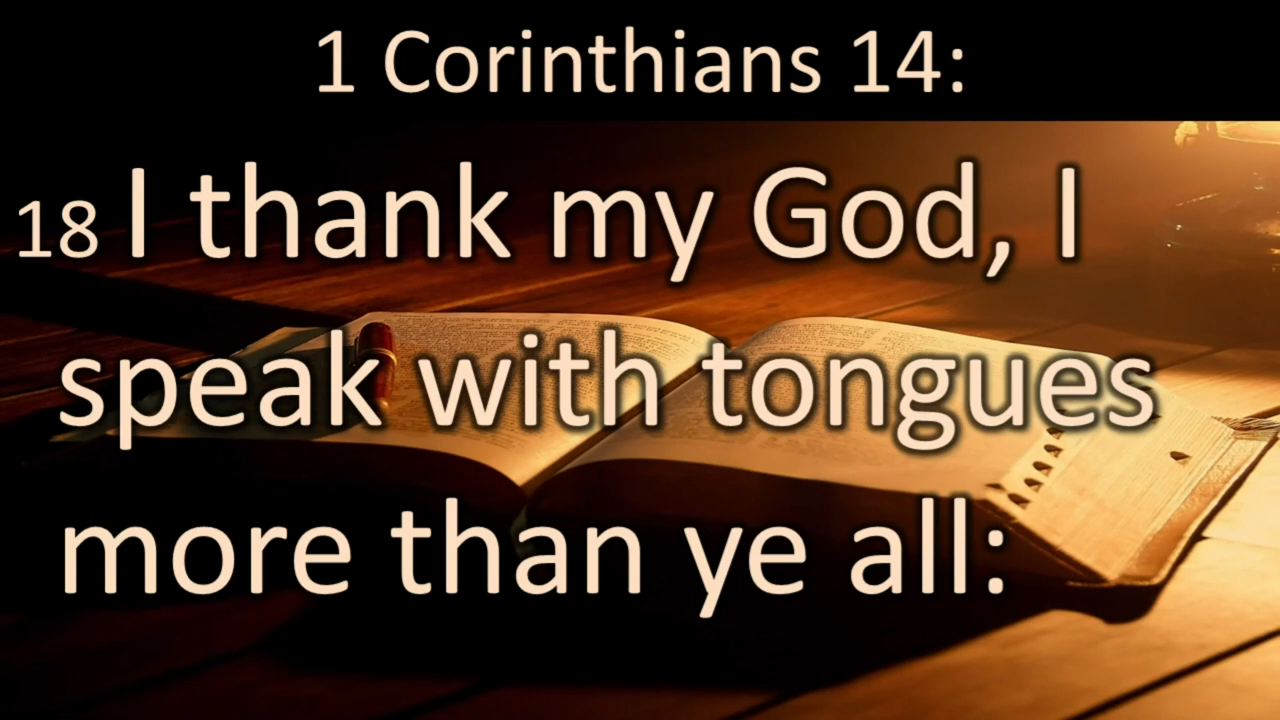 1 Corinthians 14:
18 I thank my God, I
speak with tongues
more than ye all: